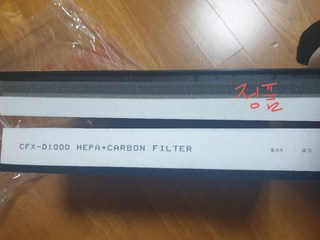 정품
CFX-D100D HEPA+CARBON FILTER